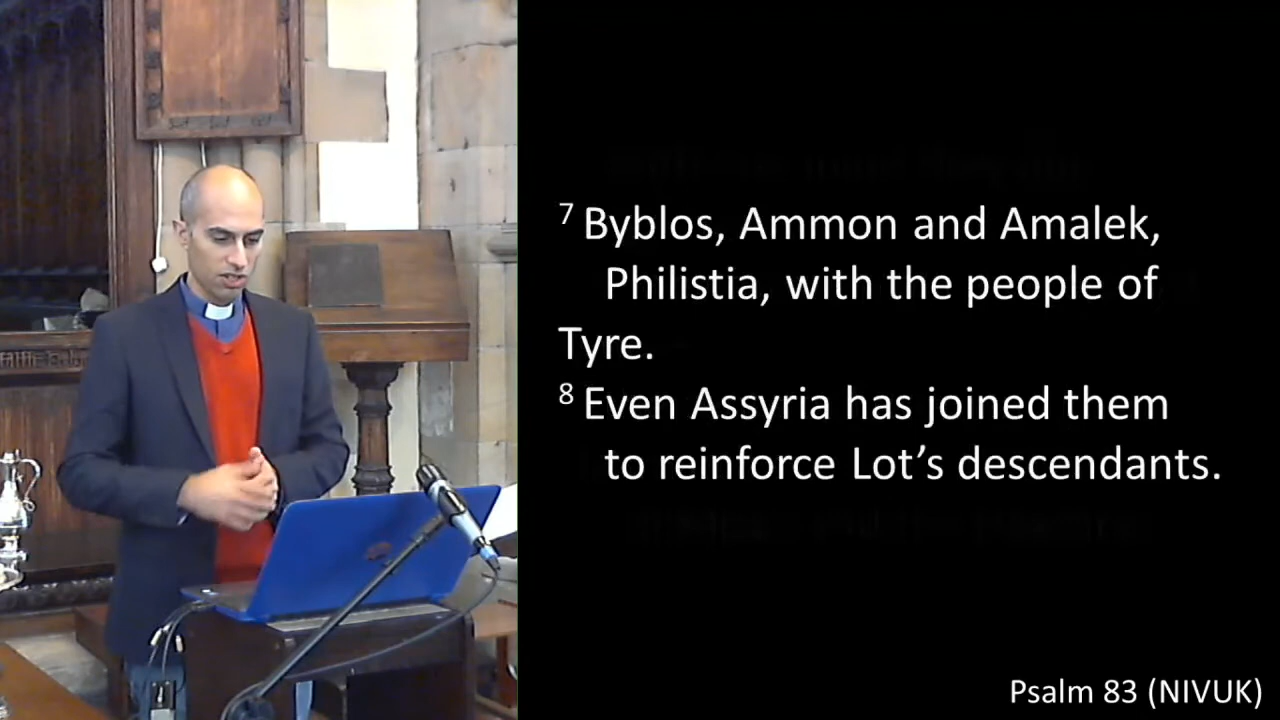 7 Byblos, Ammon and Amalek,
Philistia, with the people of
Tyre.
8 Even Assyria has joined them
to reinforce Lot’s descendants.
Psalm 83 (NIVUK)